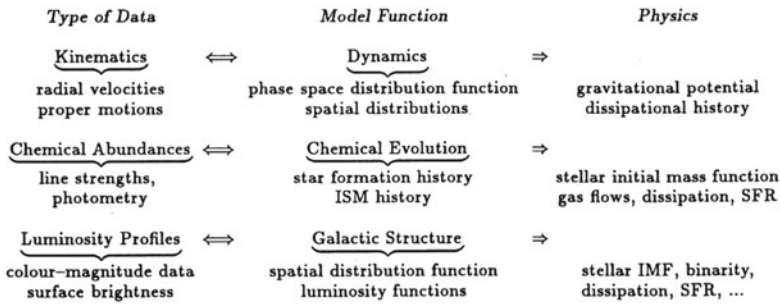 Type of Data Model Function Physics
Kinematics ⟺ Dynamics ⇒
radial velocities phase space distribution function gravitational potential
proper motions spatial distributions dissipational history
Chemical Abundances ⟺ Chemical Evolution ⇒
line strengths, star formation history stellar initial mass function
photometry ISM history gas flows, dissipation, SFR
Luminosity Profiles ⟺ Galactic Structure ⇒
colour–magnitude data spatial distribution function stellar IMF, binarity,
surface brightness luminosity functions dissipation, SFR, ...